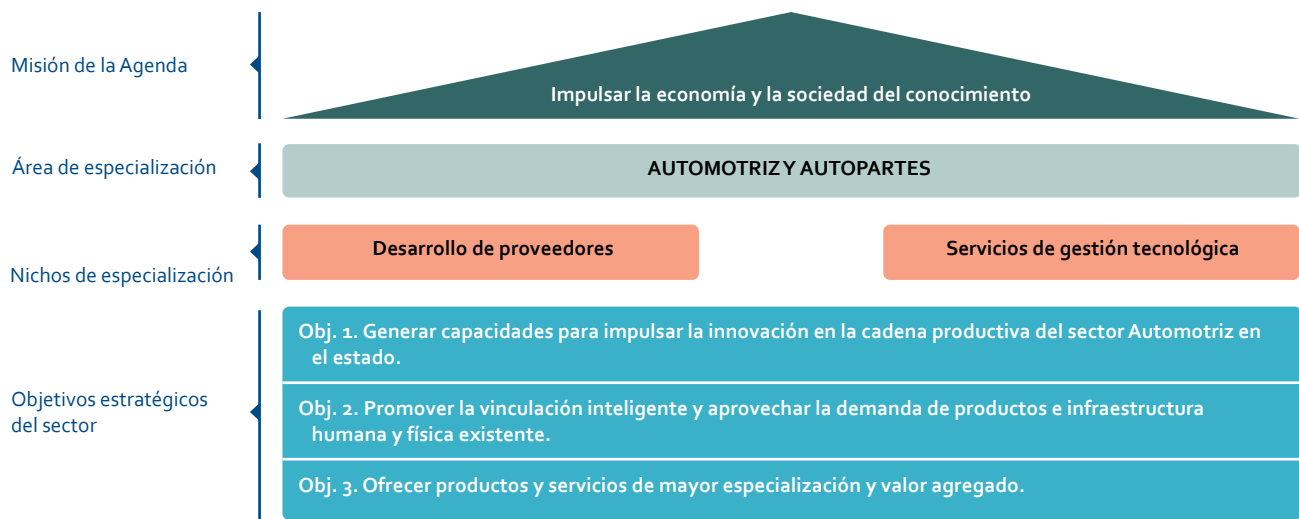 Misión de la Agenda
Impulsar la economía y la sociedad del conocimiento
Área de especialización
AUTOMOTRIZ Y AUTOPARTES
Nichos de especialización
Desarrollo de proveedores
Servicios de gestión tecnológica
Objetivos estratégicos
del sector
Obj. 1. Generar capacidades para impulsar la innovación en la cadena productiva del sector Automotriz en
el estado.
Obj. 2. Promover la vinculación inteligente y aprovechar la demanda de productos e infraestructura
humana y física existente.
Obj. 3. Ofrecer productos y servicios de mayor especialización y valor agregado.